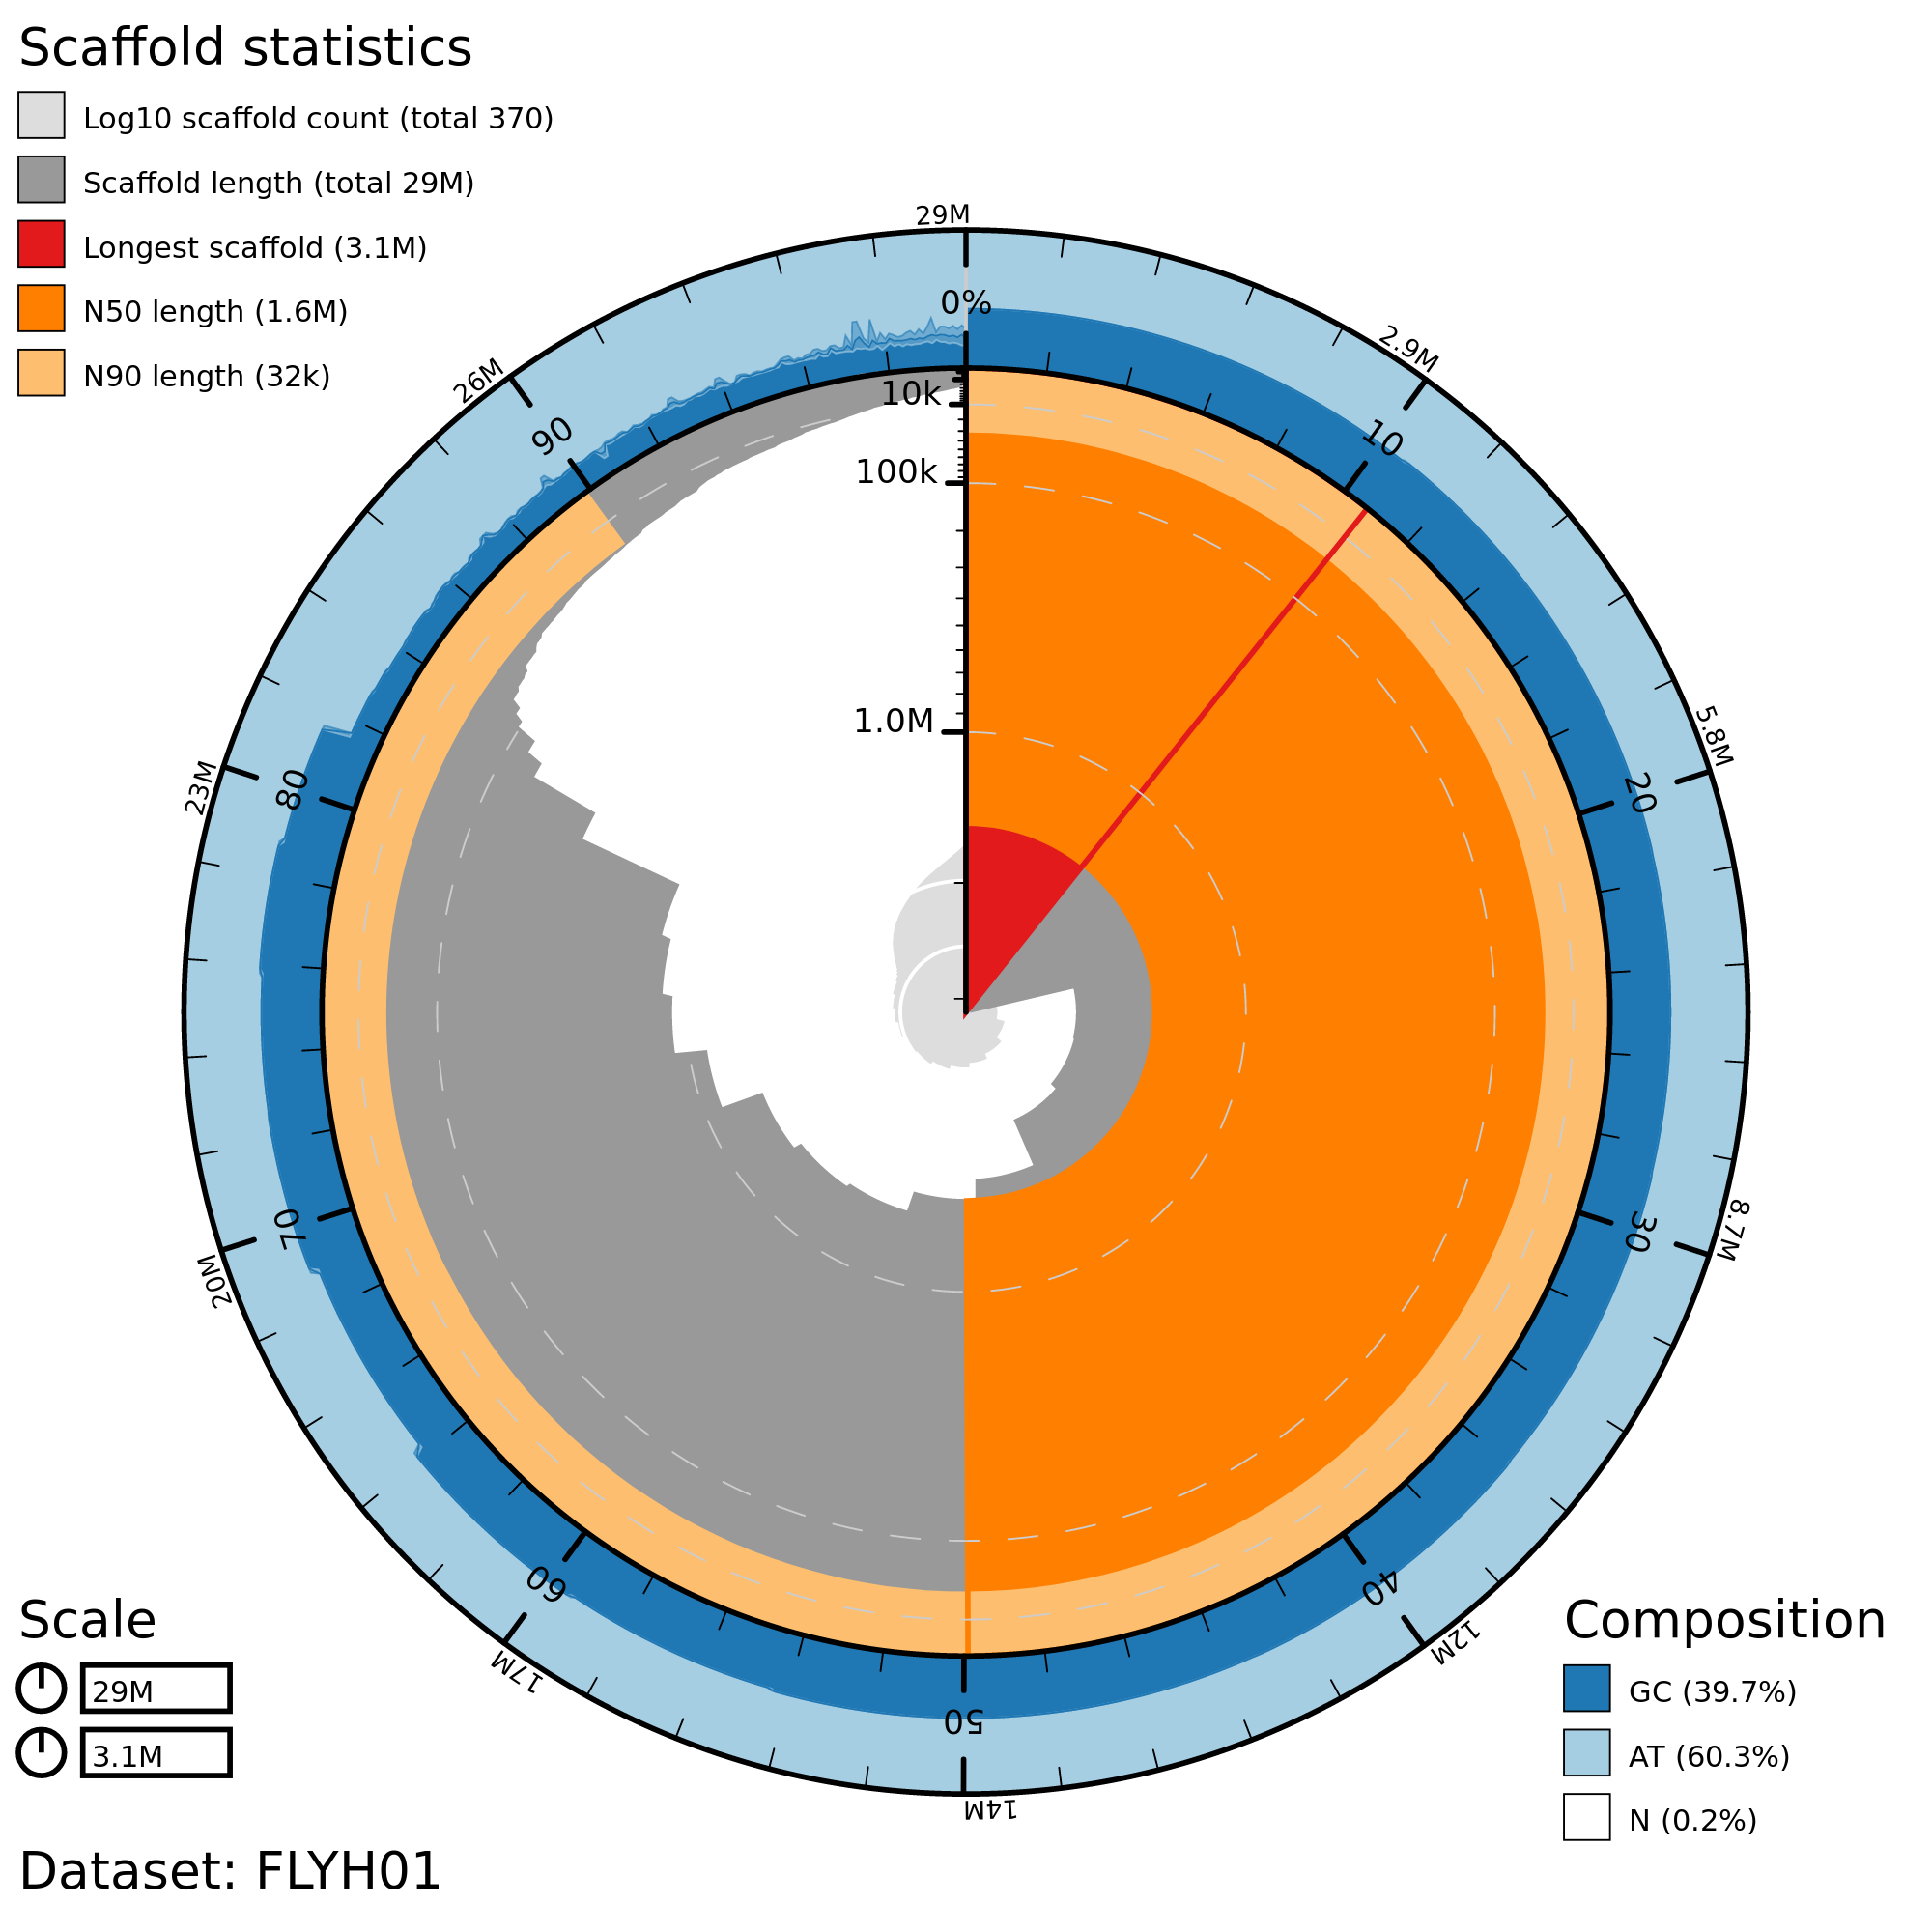 Scaffold statistics
Log10 scaffold count (total 370)
Scaffold length (total 29M)
Longest scaffold (3.1M)
N50 length (1.6M)
N90 length (32k)
29M
0%
2.9M
10
5.8M
20
8.7M
30
12M
40
14M
50
17M
60
20M
70
23M
80
26M
90
10k
100k
1.0M
Scale
29M
3.1M
Composition
GC (39.7%)
AT (60.3%)
N (0.2%)
Dataset: FLYH01